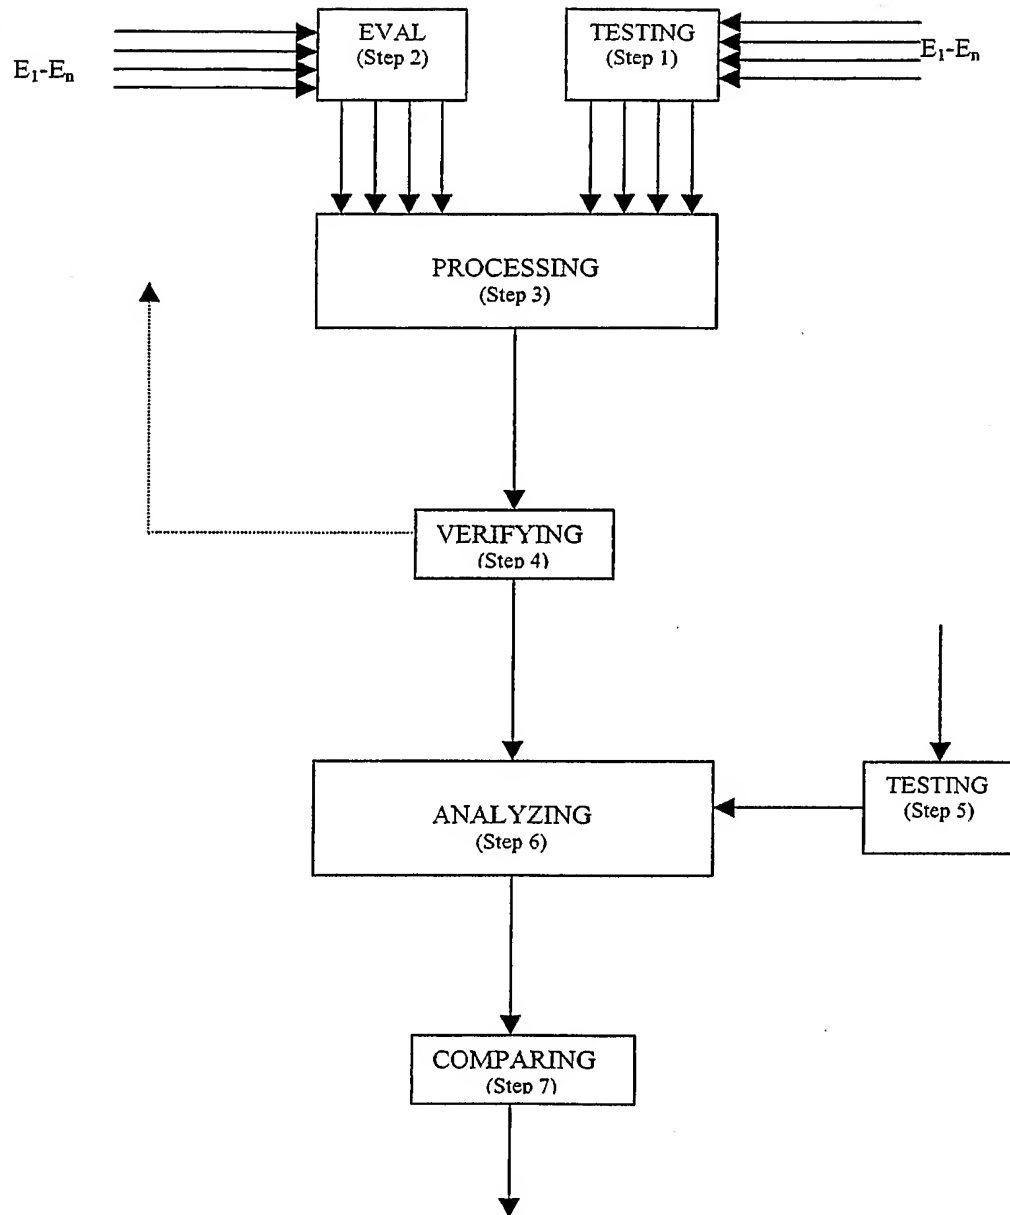 EVAL
(Step 2)
TESTING
(Step 1)
E₁-Eₙ
E₁-Eₙ
PROCESSING
(Step 3)
VERIFYING
(Step 4)
TESTING
(Step 5)
ANALYZING
(Step 6)
COMPARING
(Step 7)